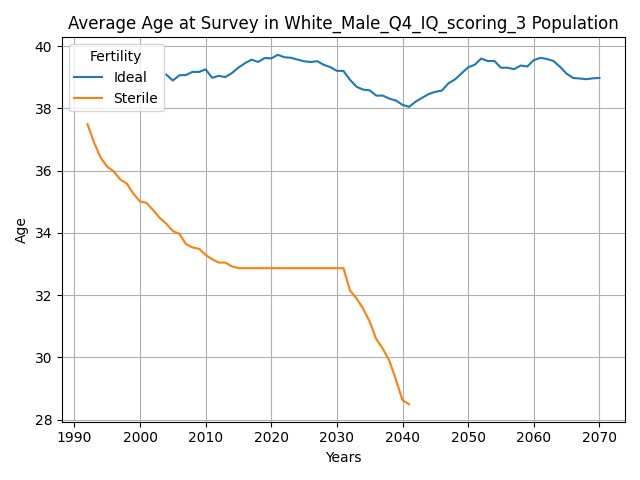 Average Age at Survey in White_Male_Q4_IQ_scoring_3 Population
Fertility
Ideal
Sterile
40
38
36
34
32
30
28
Age
1990 2000 2010 2020 2030 2040 2050 2060 2070
Years